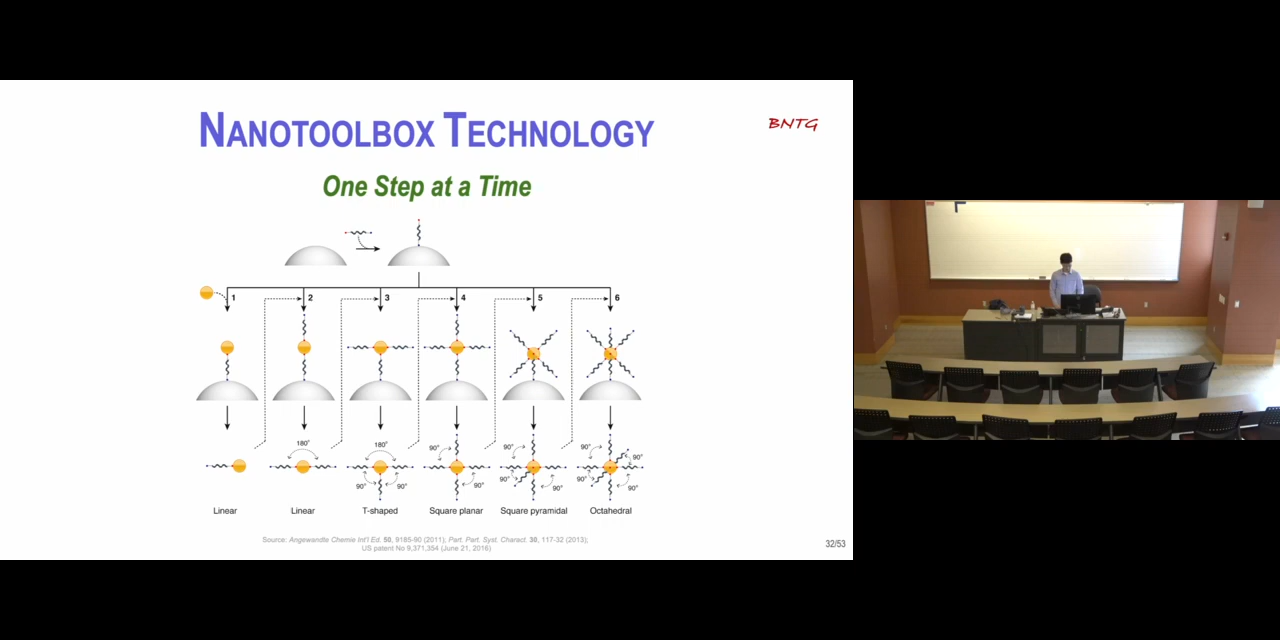 NANOTOOLBOX TECHNOLOGY
BNTG
One Step at a Time
1 2 3 4 5 6
180° 180° 90° 90° 90° 90°
90° 90° 90° 90° 90° 90° 90° 90°
Linear Linear T-shaped Square planar Square pyramidal Octahedral
Source: Angewandte Chemie Int'l Ed. 50, 9185-90 (2011); Part. Part. Syst. Charact. 30, 117-32 (2013);
US patent No 9,371,354 (June 21, 2016)
32/53